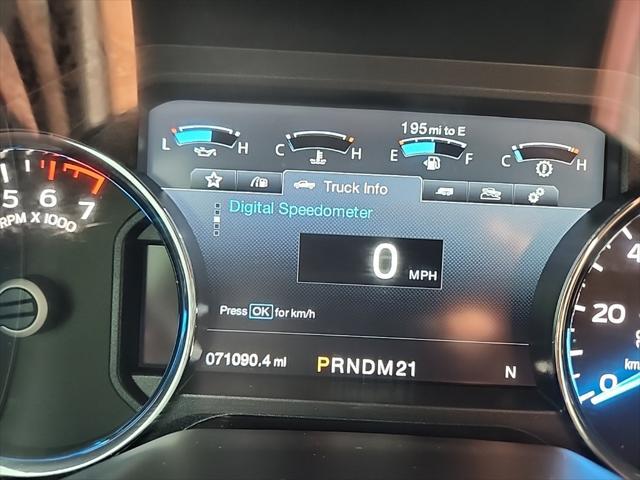 195 mi to E
L H C H E F C H
Truck Info
Digital Speedometer
0 MPH
Press OK for km/h
071090.4 mi PRNDM21 N
5 6 7
RPM X 1000
20
0
km